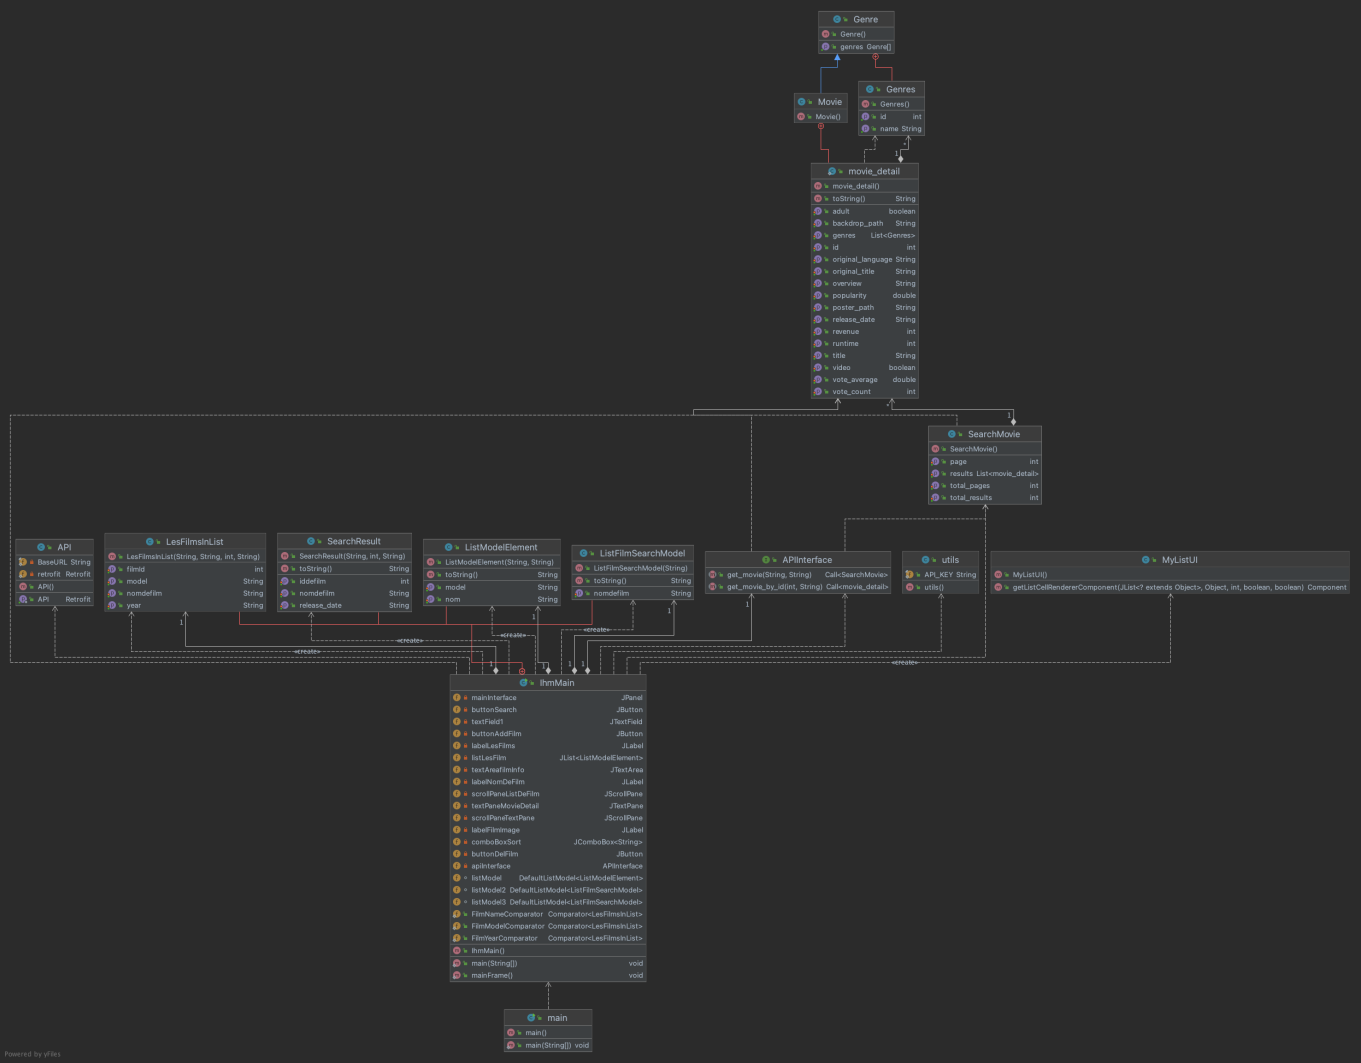 Genre
Genre()
genres Genre[]
Movie
Movie()
Genres
Genres()
id int
name String
1
*
movie_detail
movie_detail()
toString() String
adult boolean
backdrop_path String
genres List<Genres>
id int
original_language String
original_title String
overview String
popularity double
poster_path String
release_date String
revenue int
runtime int
title String
video boolean
vote_average double
vote_count int
*
1
SearchMovie
SearchMovie()
page int
results List<movie_detail>
total_pages int
total_results int
API
BaseURL String
retrofit Retrofit
API()
API Retrofit
LesFilmsInList
LesFilmsInList(String, String, int, String)
filmId int
model String
nomdefilm String
year String
SearchResult
SearchResult(String, int, String)
toString() String
iddefilm int
nomdefilm String
release_date String
ListModelElement
ListModelElement(String, String)
toString() String
model String
nom String
ListFilmSearchModel
ListFilmSearchModel(String)
toString() String
nomdefilm String
APIInterface
get_movie(String, String) Call<SearchMovie>
get_movie_by_id(int, String) Call<movie_detail>
utils
API_KEY String
utils()
MyListUI
MyListUI()
getListCellRendererComponent(JList<? extends Object>, Object, int, boolean, boolean) Component
1
1
1
1
«create»
«create»
«create»
«create»
«create»
1
1
1
1
IhmMain
mainInterface JPanel
buttonSearch JButton
textField1 JTextField
buttonAddFilm JButton
labelLesFilms JLabel
listLesFilm JList<ListModelElement>
textAreafilmInfo JTextArea
labelNomDeFilm JLabel
scrollPaneListDeFilm JScrollPane
textPaneMovieDetail JTextPane
scrollPaneTextPane JScrollPane
labelFilmImage JLabel
comboBoxSort JComboBox<String>
buttonDelFilm JButton
apiInterface APIInterface
listModel DefaultListModel<ListModelElement>
listModel2 DefaultListModel<ListFilmSearchModel>
listModel3 DefaultListModel<ListFilmSearchModel>
FilmNameComparator Comparator<LesFilmsInList>
FilmModelComparator Comparator<LesFilmsInList>
FilmYearComparator Comparator<LesFilmsInList>
IhmMain()
main(String[]) void
mainFrame() void
main
main()
main(String[]) void
Powered by yFiles